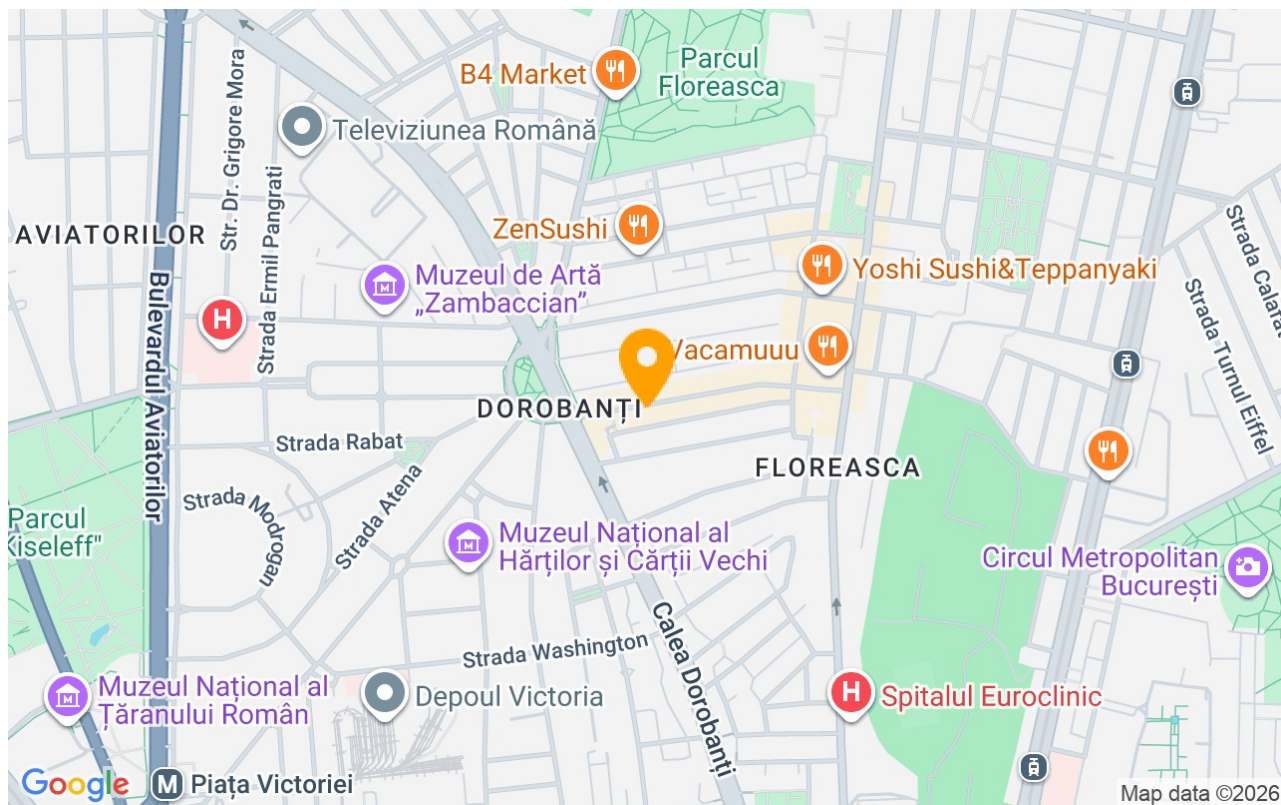 Str. Dr. Grigore Mora
B4 Market
Parcul
Floreasca
Televiziunea Română
Strada Ermil Pangrati
AVIATORILOR
ZenSushi
Strada Calafat
Yoshi Sushi&Teppanyaki
Muzeul de Artă
„Zambaccian”
Bulevardul Aviatorilor
H
Strada Turnul Eiffel
Vacamuuu
DOROBANȚI
Strada Rabat
FLOREASCA
Strada Atena
Strada Modrogan
Parcul
Kiseleff"
Muzeul Național al
Hărților și Cărții Vechi
Circul Metropolitan
București
Calea Dorobanți
Strada Washington
Muzeul Național al
Țăranului Român
Depoul Victoria
H Spitalul Euroclinic
Google
M Piața Victoriei
Map data ©2026